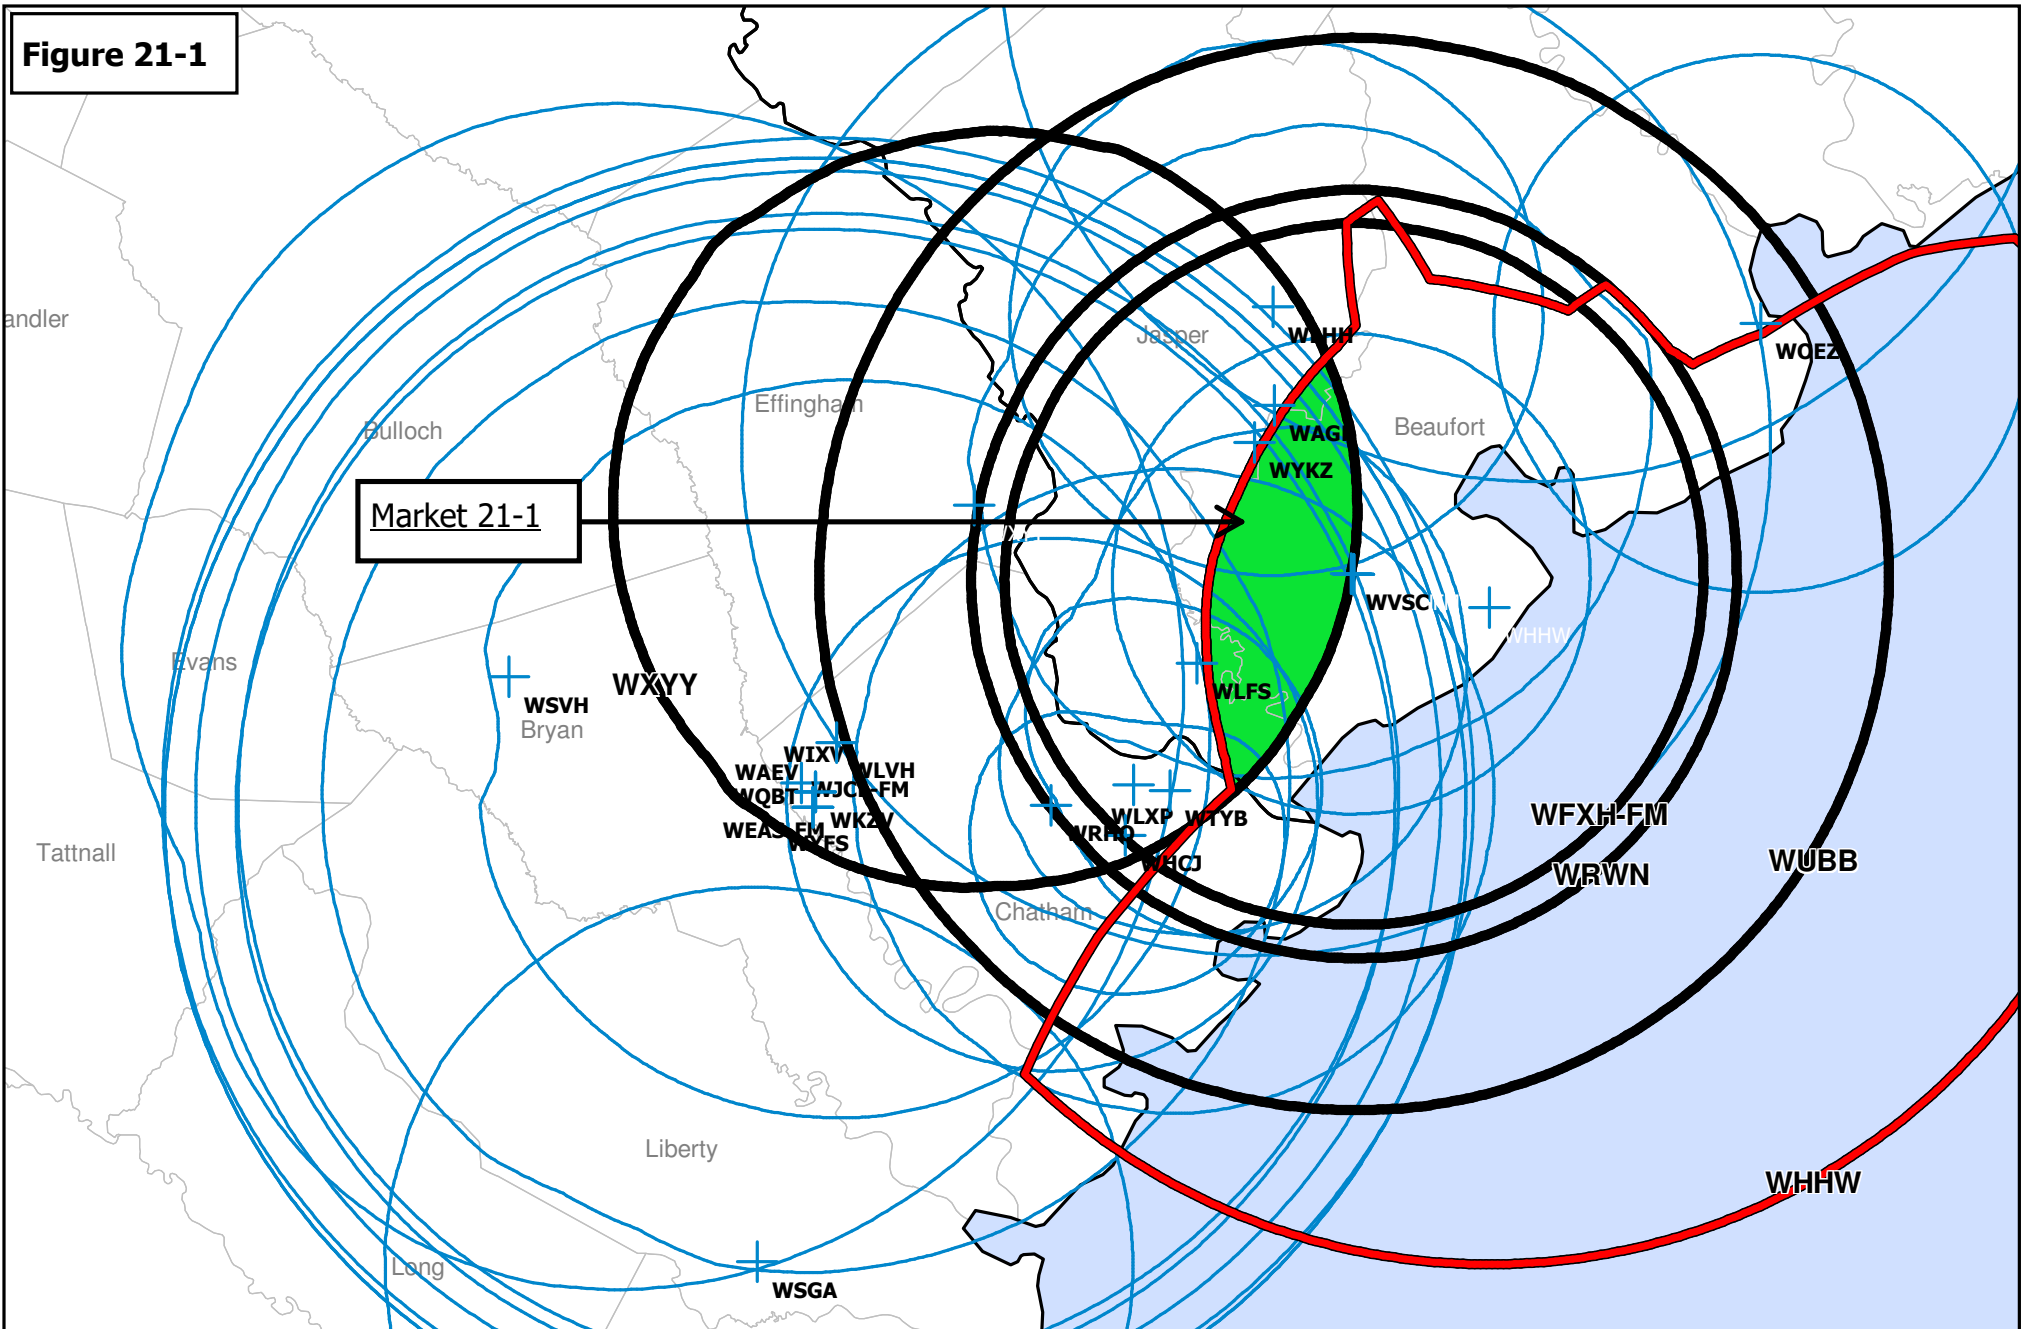 Figure 21-1
andler
Jasper
WOEZ
Effingham
Bulloch
Beaufort
WYKZ
Market 21-1
WVSC
WHHW
Evans
WXYY
WLFS
WSVH
Bryan
WIXV
WAEV
WLVH
WQBT
WJCL-FM
WLXP
WTYB
WFXH-FM
WKZV
WEAS-FM
WYFS
WRHQ
WHCJ
Tattnall
WUBB
WRWN
Chatham
Liberty
WHHW
Long
WSGA